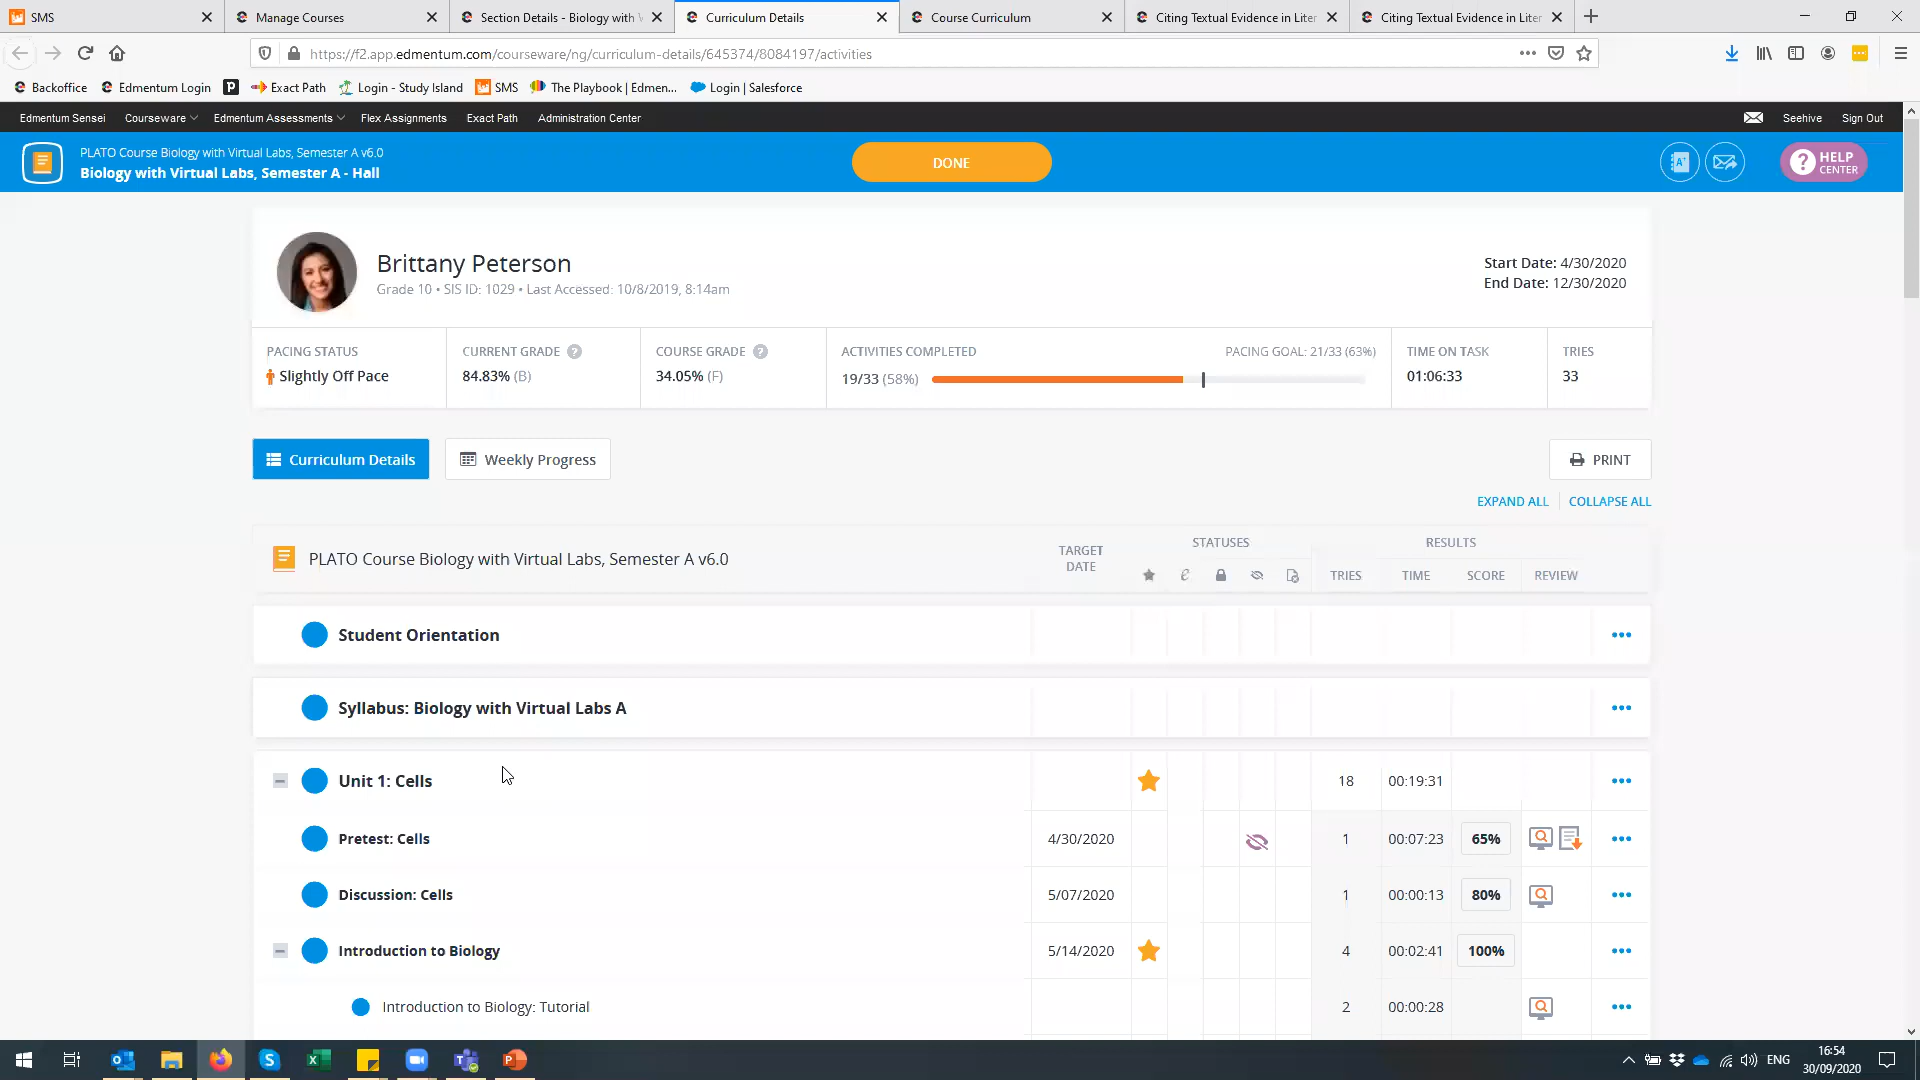 SMS
Manage Courses
Section Details - Biology with V
Curriculum Details
Course Curriculum
Citing Textual Evidence in Liter
Citing Textual Evidence in Liter
https://f2.app.edmentum.com/courseware/ng/curriculum-details/645374/8084197/activities
Backoffice
Edmentum Login
Exact Path
Login - Study Island
SMS
The Playbook | Edmen...
Login | Salesforce
Edmentum Sensei
Courseware
Edmentum Assessments
Flex Assignments
Exact Path
Administration Center
Seehive
Sign Out
PLATO Course Biology with Virtual Labs, Semester A v6.0
Biology with Virtual Labs, Semester A - Hall
DONE
A+
? HELP
CENTER
Brittany Peterson
Grade 10 • SIS ID: 1029 • Last Accessed: 10/8/2019, 8:14am
Start Date: 4/30/2020
End Date: 12/30/2020
PACING STATUS
Slightly Off Pace
CURRENT GRADE ?
84.83% (B)
COURSE GRADE ?
34.05% (F)
ACTIVITIES COMPLETED
PACING GOAL: 21/33 (63%)
19/33 (58%)
TIME ON TASK
01:06:33
TRIES
33
Curriculum Details
Weekly Progress
PRINT
EXPAND ALL
COLLAPSE ALL
PLATO Course Biology with Virtual Labs, Semester A v6.0
TARGET
DATE
STATUSES
RESULTS
TRIES
TIME
SCORE
REVIEW
Student Orientation
Syllabus: Biology with Virtual Labs A
Unit 1: Cells
18
00:19:31
Pretest: Cells
4/30/2020
1
00:07:23
65%
Discussion: Cells
5/07/2020
1
00:00:13
80%
Introduction to Biology
5/14/2020
4
00:02:41
100%
Introduction to Biology: Tutorial
2
00:00:28
ENG
16:54
30/09/2020